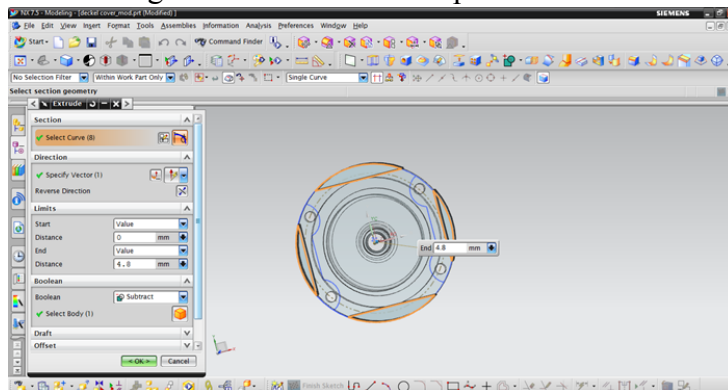 NX 7.5 - Modeling - [deckel cover_mod.prt (Modified) ]
SIEMENS
File Edit View Insert Format Tools Assemblies Information Analysis Preferences Window Help
Start Command Finder
No Selection Filter Within Work Part Only Single Curve
Select section geometry
Extrude
Section
Select Curve (8)
Direction
Specify Vector (1)
Reverse Direction
Limits
Start Value
Distance 0 mm
End Value
Distance 4.8 mm
End 4.8 mm
Boolean
Boolean Subtract
Select Body (1)
Draft
Offset
OK Cancel
Finish Sketch